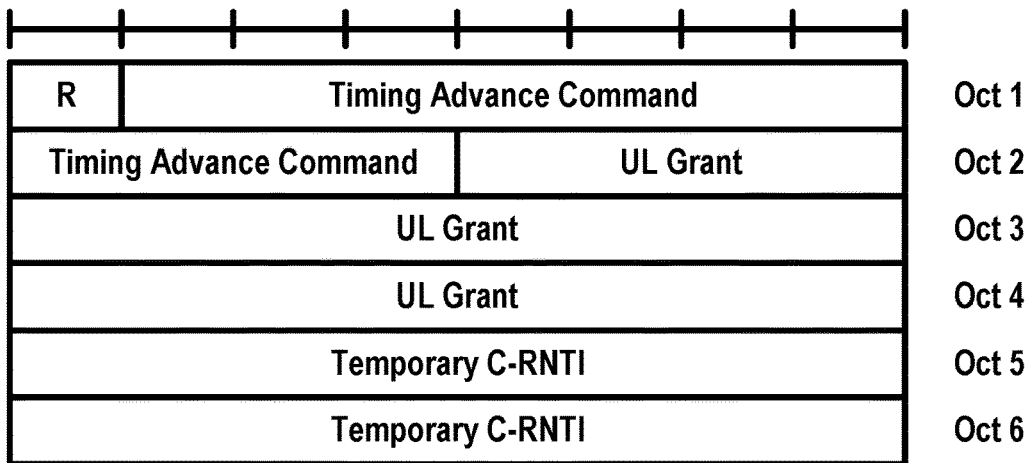 R Timing Advance Command Oct 1
Timing Advance Command UL Grant Oct 2
UL Grant Oct 3
UL Grant Oct 4
Temporary C-RNTI Oct 5
Temporary C-RNTI Oct 6